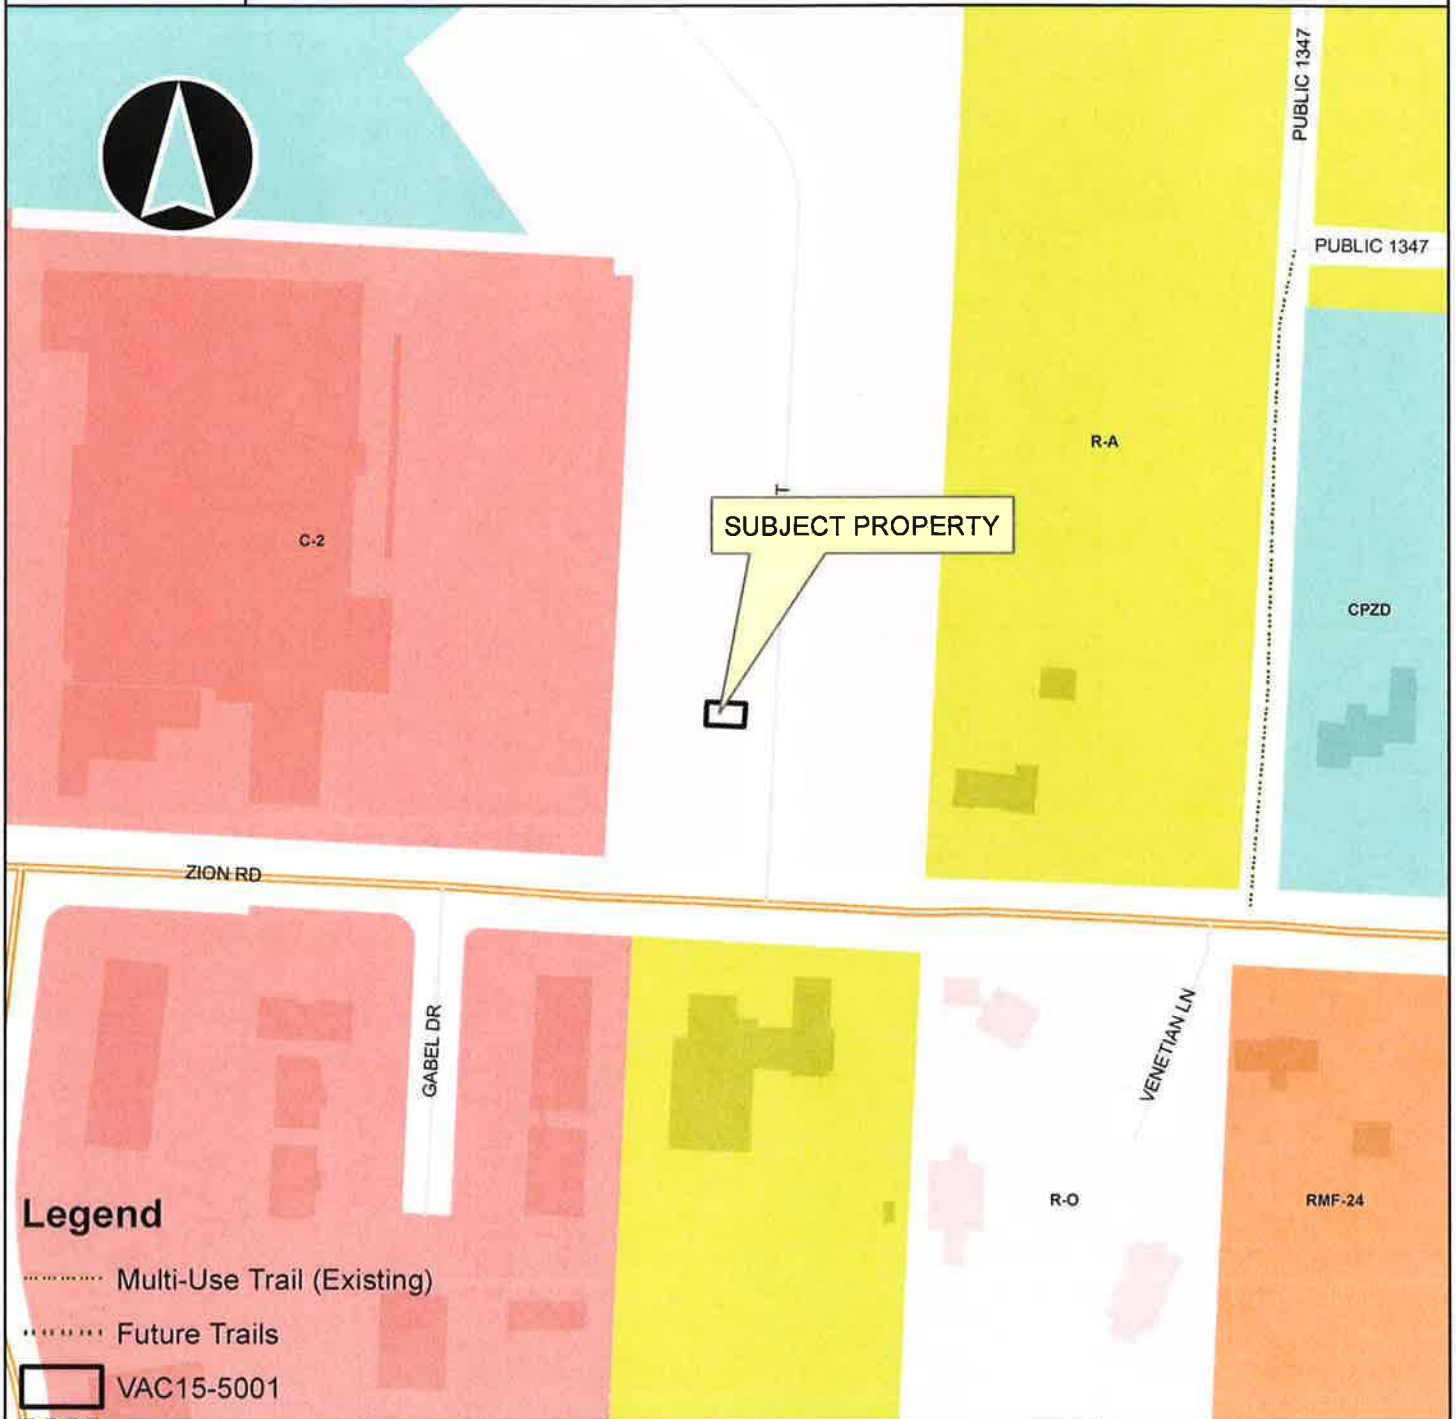 PUBLIC 1347
PUBLIC 1347
R-A
T
SUBJECT PROPERTY
C-2
CPZD
ZION RD
GABEL DR
VENETIAN LN
R-O
RMF-24
Legend
Multi-Use Trail (Existing)
Future Trails
VAC15-5001